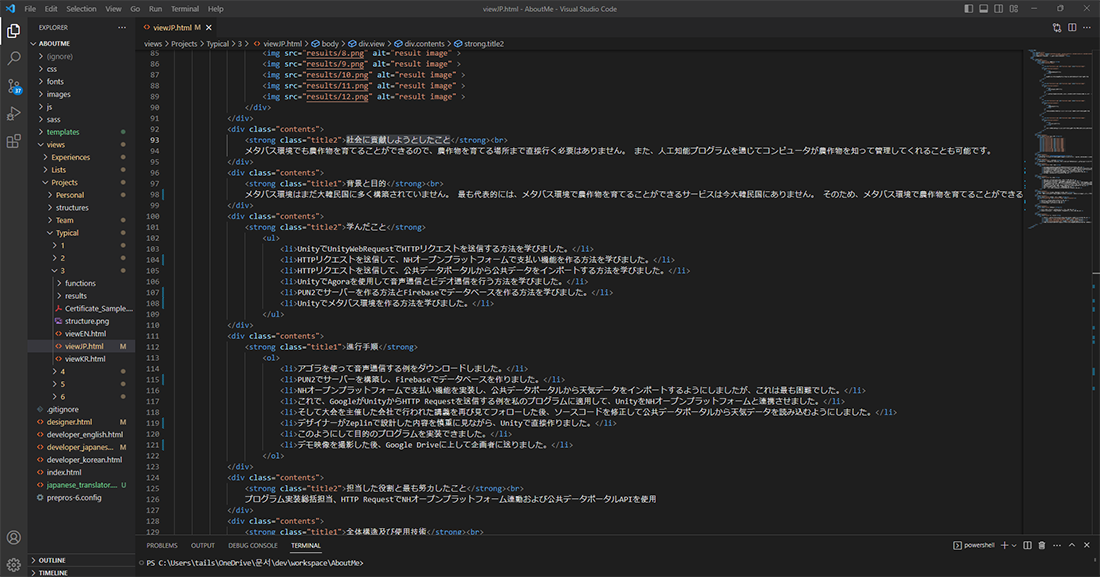 File Edit Selection View Go Run Terminal Help
viewJP.html - AboutMe - Visual Studio Code
EXPLORER
viewJP.html M
views > Projects > Typical > 3 > viewJP.html > body > div.view > div.contents > strong.title2
ABOUTME
(ignore)
css
fonts
images
js
sass
templates
views
Experiences
Lists
Projects
Personal
structures
Team
Typical
1
2
3
functions
results
Certificate_Sample....
structure.png
viewEN.html
viewJP.html M
viewKR.html
4
5
6
.gitignore
designer.html M
developer_english.html
developer_japanes... M
developer_korean.html
index.html
japanese_translator.... U
prepros-6.config
OUTLINE
TIMELINE
37
85 <img src="results/8.png" alt="result image" >
86 <img src="results/9.png" alt="result image" >
87 <img src="results/10.png" alt="result image" >
88 <img src="results/11.png" alt="result image" >
89 <img src="results/12.png" alt="result image" >
90 </div>
91 </div>
92 <div class="contents">
93 <strong class="title2">社会に貢献しようとしたこと</strong><br>
94 メタバス環境でも農作物を育てることができるので、農作物を育てる場所まで直接行く必要はありません。 また、人工知能プログラムを通じてコンピュータが農作物を知って管理してくれることも可能です。
95 </div>
96 <div class="contents">
97 <strong class="title1">背景と目的</strong><br>
98 メタバス環境はまだ大韓民国に多く構築されていません。 最も代表的には、メタバス環境で農作物を育てることができるサービスは今大韓民国にありません。 そのため、メタバス環境で農作物を育てることができる
99 </div>
100 <div class="contents">
101 <strong class="title2">学んだこと</strong>
102 <ul>
103 <li>UnityでUnityWebRequestでHTTPリクエストを送信する方法を学びました。</li>
104 <li>HTTPリクエストを送信して、NHオープンプラットフォームで支払い機能を作る方法を学びました。</li>
105 <li>HTTPリクエストを送信して、公共データポータルから公共データをインポートする方法を学びました。</li>
106 <li>UnityでAgoraを使用して音声通信とビデオ通信を行う方法を学びました。</li>
107 <li>PUN2でサーバーを作る方法とFirebaseでデータベースを作る方法を学びました。</li>
108 <li>Unityでメタバス環境を作る方法を学びました。</li>
109 </ul>
110 </div>
111 <div class="contents">
112 <strong class="title1">進行手順</strong>
113 <ol>
114 <li>アゴラを使って音声通信する例をダウンロードしました。</li>
115 <li>PUN2でサーバーを構築し、Firebaseでデータベースを作りました。</li>
116 <li>NHオープンプラットフォームで支払い機能を実装し、公共データポータルから天気データをインポートするようにしましたが、これは最も困難でした。</li>
117 <li>これで、GoogleがUnityからHTTP Requestを送信する例を私のプログラムに適用して、UnityをNHオープンプラットフォームと連携させました。</li>
118 <li>そして大会を主催した会社で行われた講義を再び見てフォローした後、ソースコードを修正して公共データポータルから天気データを読み込むようにしました。</li>
119 <li>デザイナーがzeplinで設計した内容を慎重に見ながら、Unityで直接作りました。</li>
120 <li>このようにして目的のプログラムを実装できました。</li>
121 <li>デモ映像を撮影した後、Google Driveに上して企画者に送りました。</li>
122 </ol>
123 </div>
124 <div class="contents">
125 <strong class="title2">担当した役割と最も努力したこと</strong><br>
126 プログラム実装総括担当、HTTP RequestでNHオープンプラットフォーム連動および公共データポータルAPIを使用
127 </div>
128 <div class="contents">
129 <strong class="title1">全体構造及び使用技術</strong><br>
PROBLEMS OUTPUT DEBUG CONSOLE TERMINAL
powershell
PS C:\Users\tails\OneDrive\문서\dev\workspace\AboutMe>